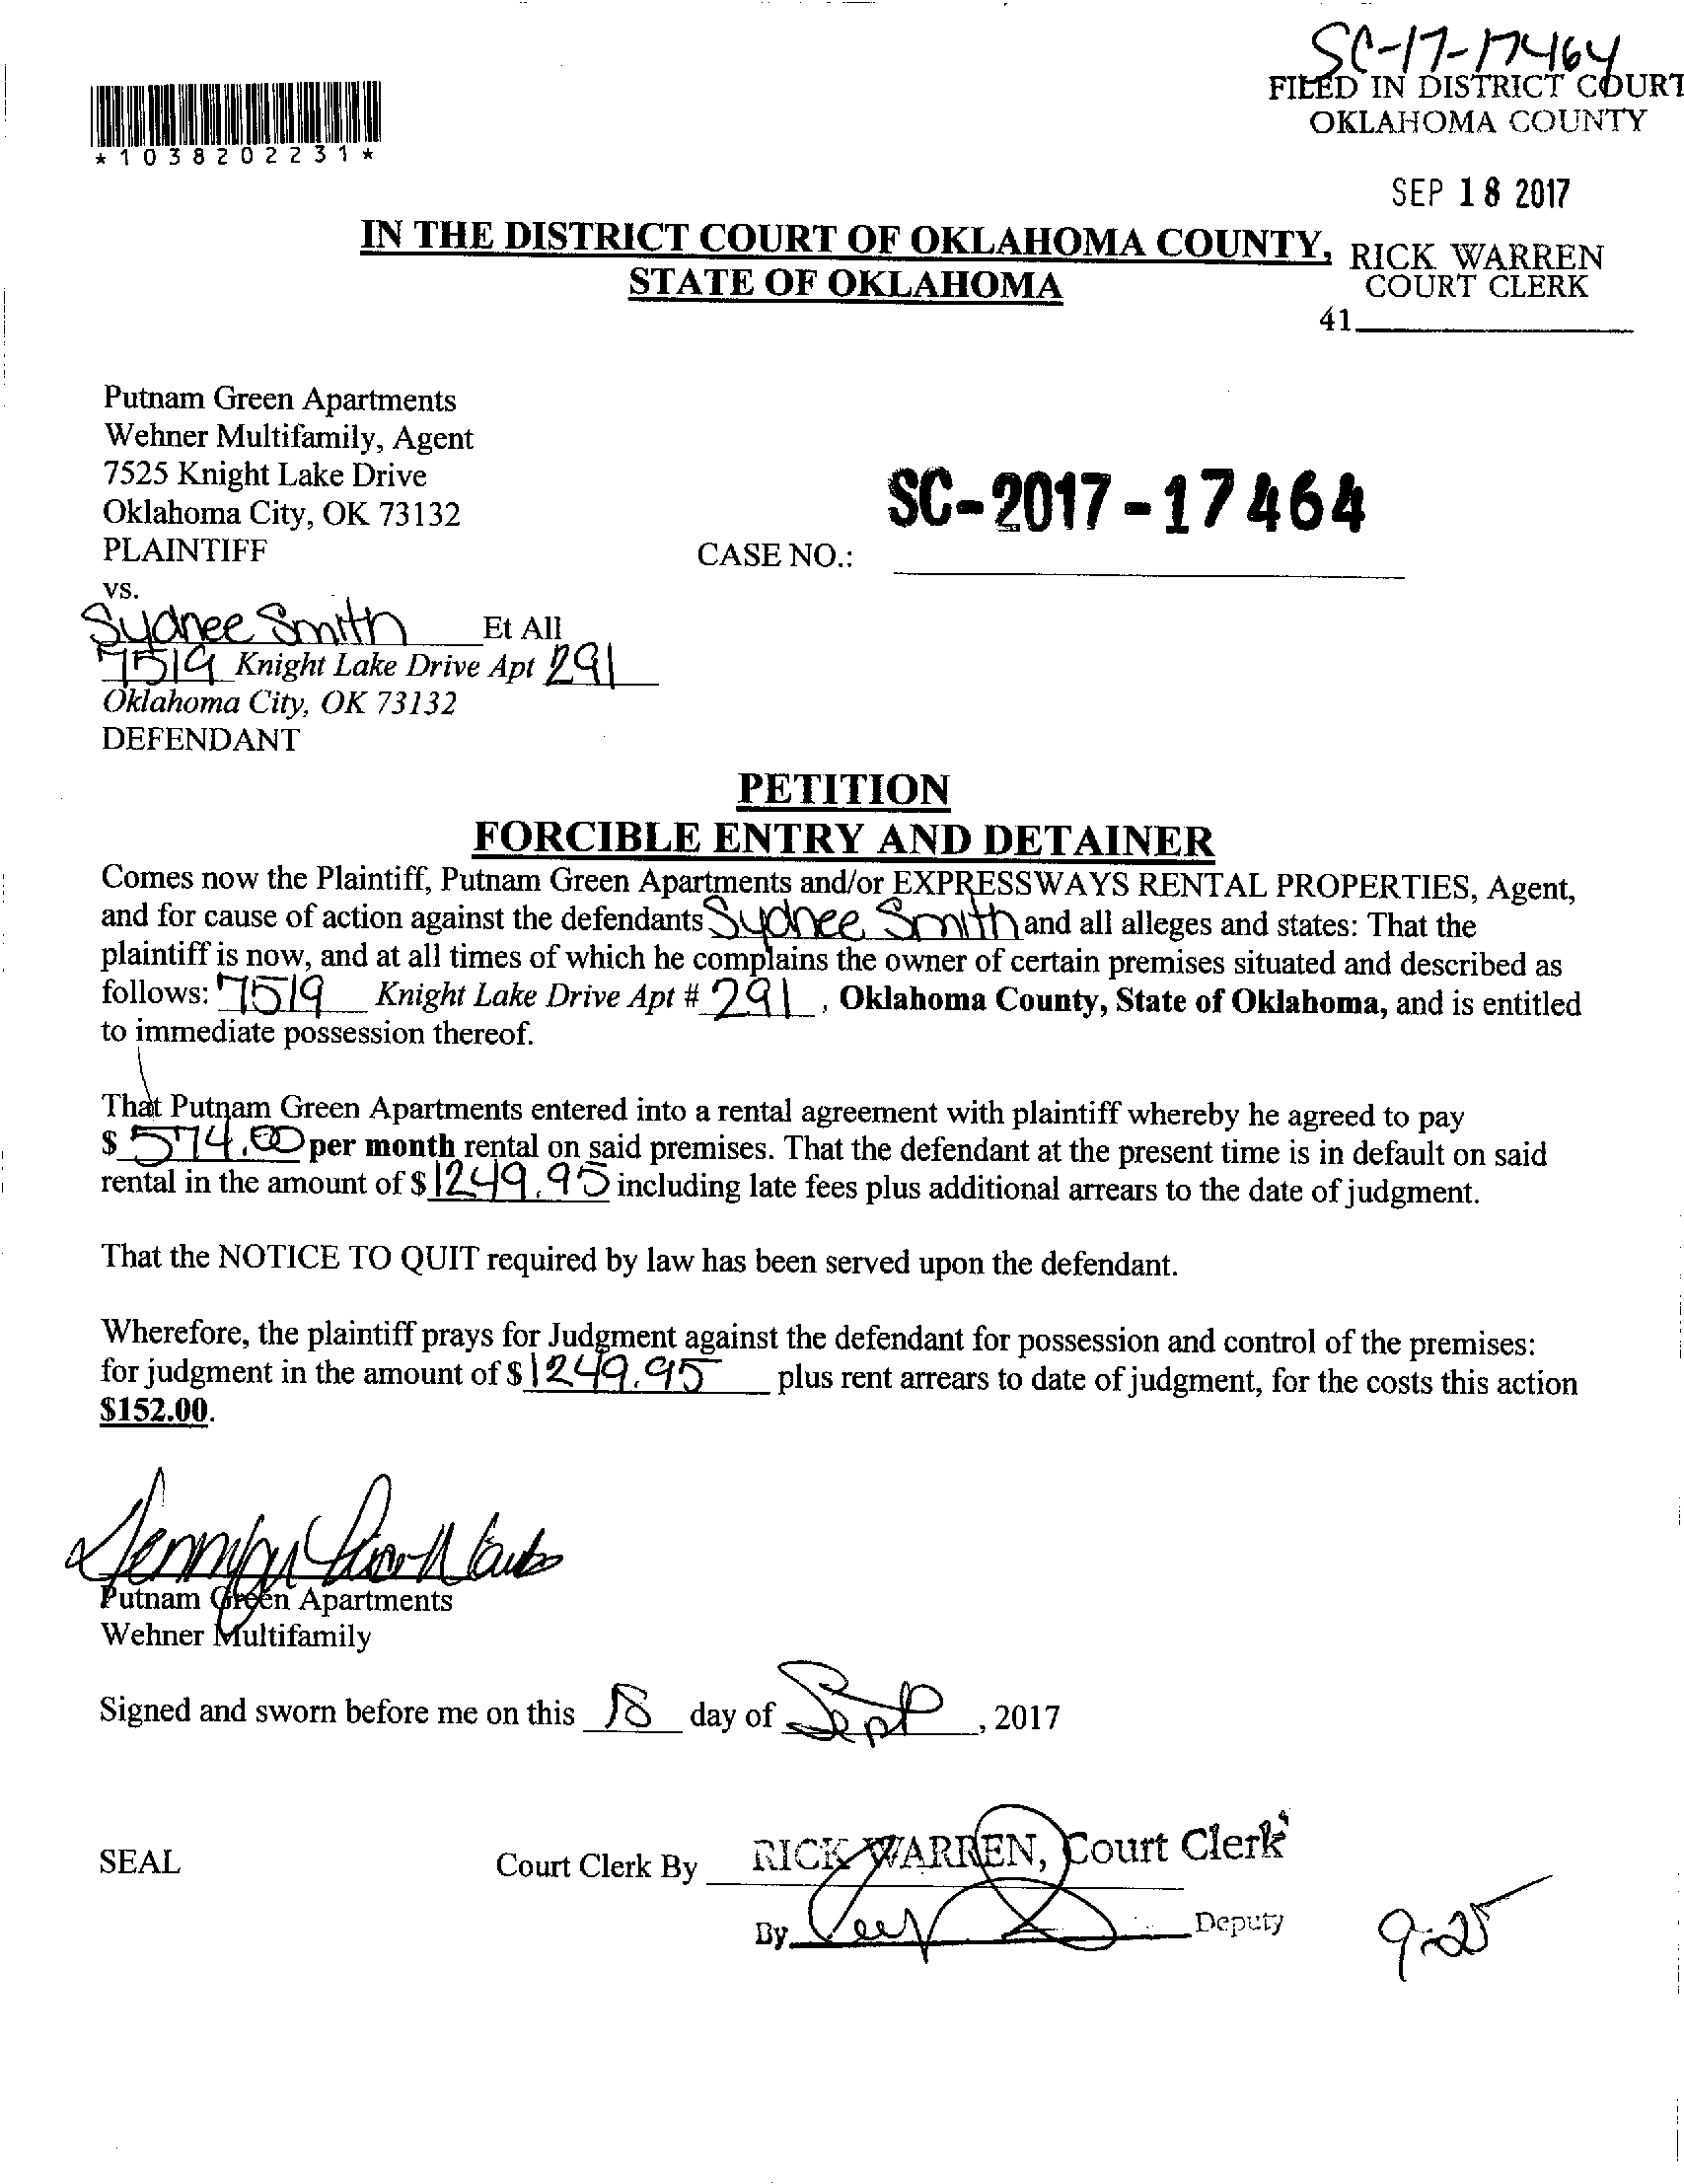 SC-17-17464
FILED IN DISTRICT COURT
OKLAHOMA COUNTY
*1038202231*
SEP 18 2017
IN THE DISTRICT COURT OF OKLAHOMA COUNTY,
STATE OF OKLAHOMA
RICK WARREN
COURT CLERK
41
Putnam Green Apartments
Wehner Multifamily, Agent
7525 Knight Lake Drive
Oklahoma City, OK 73132
PLAINTIFF
CASE NO.: SC-2017-17464
vs.
Sydnee Smith Et All
7519 Knight Lake Drive Apt 291
Oklahoma City, OK 73132
DEFENDANT
PETITION
FORCIBLE ENTRY AND DETAINER
Comes now the Plaintiff, Putnam Green Apartments and/or EXPRESSWAYS RENTAL PROPERTIES, Agent,
and for cause of action against the defendants Sydnee Smith and all alleges and states: That the
plaintiff is now, and at all times of which he complains the owner of certain premises situated and described as
follows: 7519 Knight Lake Drive Apt # 291, Oklahoma County, State of Oklahoma, and is entitled
to immediate possession thereof.
That Putnam Green Apartments entered into a rental agreement with plaintiff whereby he agreed to pay
$ 574.00 per month rental on said premises. That the defendant at the present time is in default on said
rental in the amount of $1249.95 including late fees plus additional arrears to the date of judgment.
That the NOTICE TO QUIT required by law has been served upon the defendant.
Wherefore, the plaintiff prays for Judgment against the defendant for possession and control of the premises:
for judgment in the amount of $1249.95 plus rent arrears to date of judgment, for the costs this action
$152.00.
Putnam Green Apartments
Wehner Multifamily
Signed and sworn before me on this 18 day of Sept, 2017
SEAL
Court Clerk By RICK WARREN, Court Clerk
By Deputy
9-25